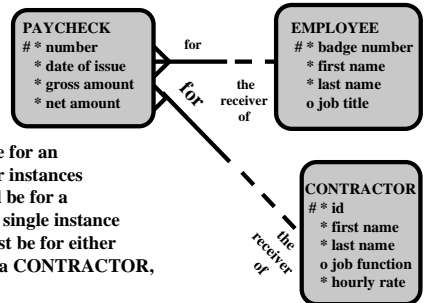 PAYCHECK
# * number
* date of issue
* gross amount
* net amount
for
the
receiver
of
EMPLOYEE
# * badge number
* first name
* last name
o job title
for
the
receiver
of
CONTRACTOR
# * id
* first name
* last name
o job function
* hourly rate
e for an
r instances
l be for a
single instance
st be for either
a CONTRACTOR,